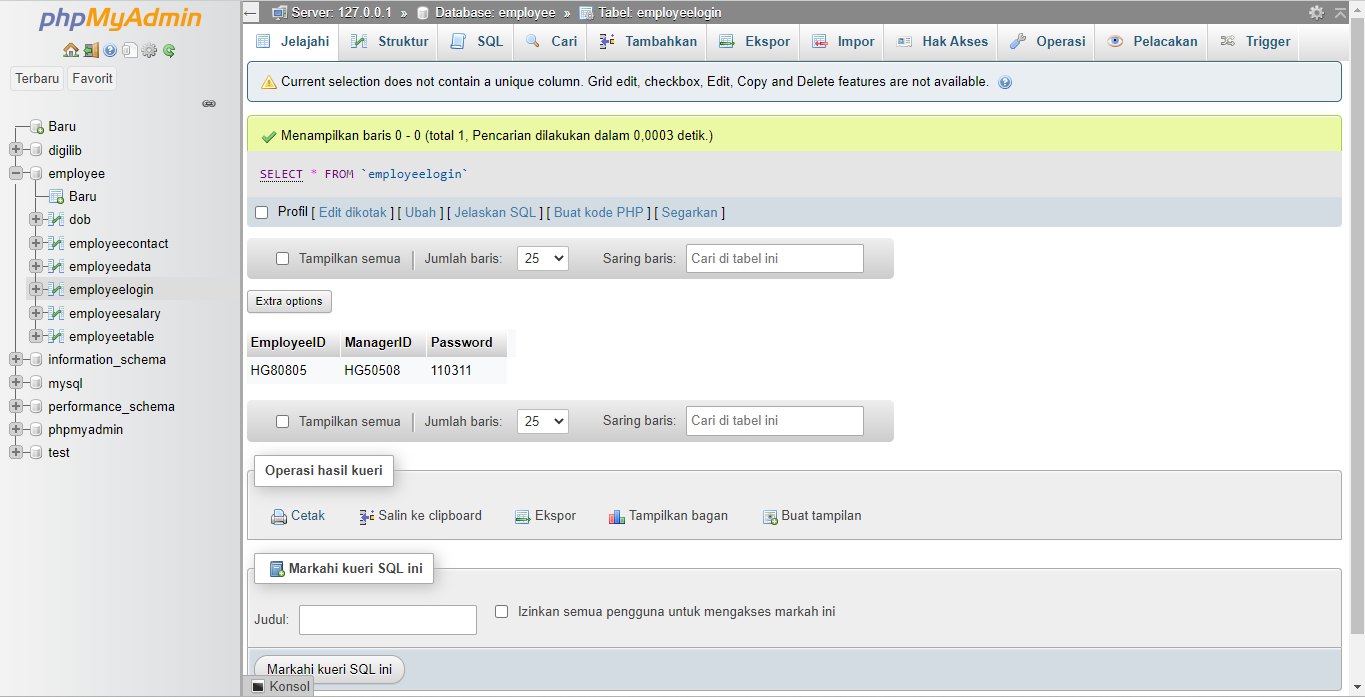 phpMyAdmin
Terbaru Favorit
Baru
digilib
employee
Baru
dob
employeecontact
employeedata
employeelogin
employeesalary
employeetable
information_schema
mysql
performance_schema
phpmyadmin
test
Server: 127.0.0.1 » Database: employee » Tabel: employeelogin
Jelajahi Struktur SQL Cari Tambahkan Ekspor Impor Hak Akses Operasi Pelacakan Trigger
Current selection does not contain a unique column. Grid edit, checkbox, Edit, Copy and Delete features are not available.
Menampilkan baris 0 - 0 (total 1, Pencarian dilakukan dalam 0,0003 detik.)
SELECT * FROM `employeelogin`
Profil [ Edit dikotak ] [ Ubah ] [ Jelaskan SQL ] [ Buat kode PHP ] [ Segarkan ]
Tampilkan semua | Jumlah baris: 25 Saring baris: Cari di tabel ini
Extra options
EmployeeID ManagerID Password
HG80805 HG50508 110311
Tampilkan semua | Jumlah baris: 25 Saring baris: Cari di tabel ini
Operasi hasil kueri
Cetak Salin ke clipboard Ekspor Tampilkan bagan Buat tampilan
Markahi kueri SQL ini
Judul: Izinkan semua pengguna untuk mengakses markah ini
Markahi kueri SQL ini
Konsol